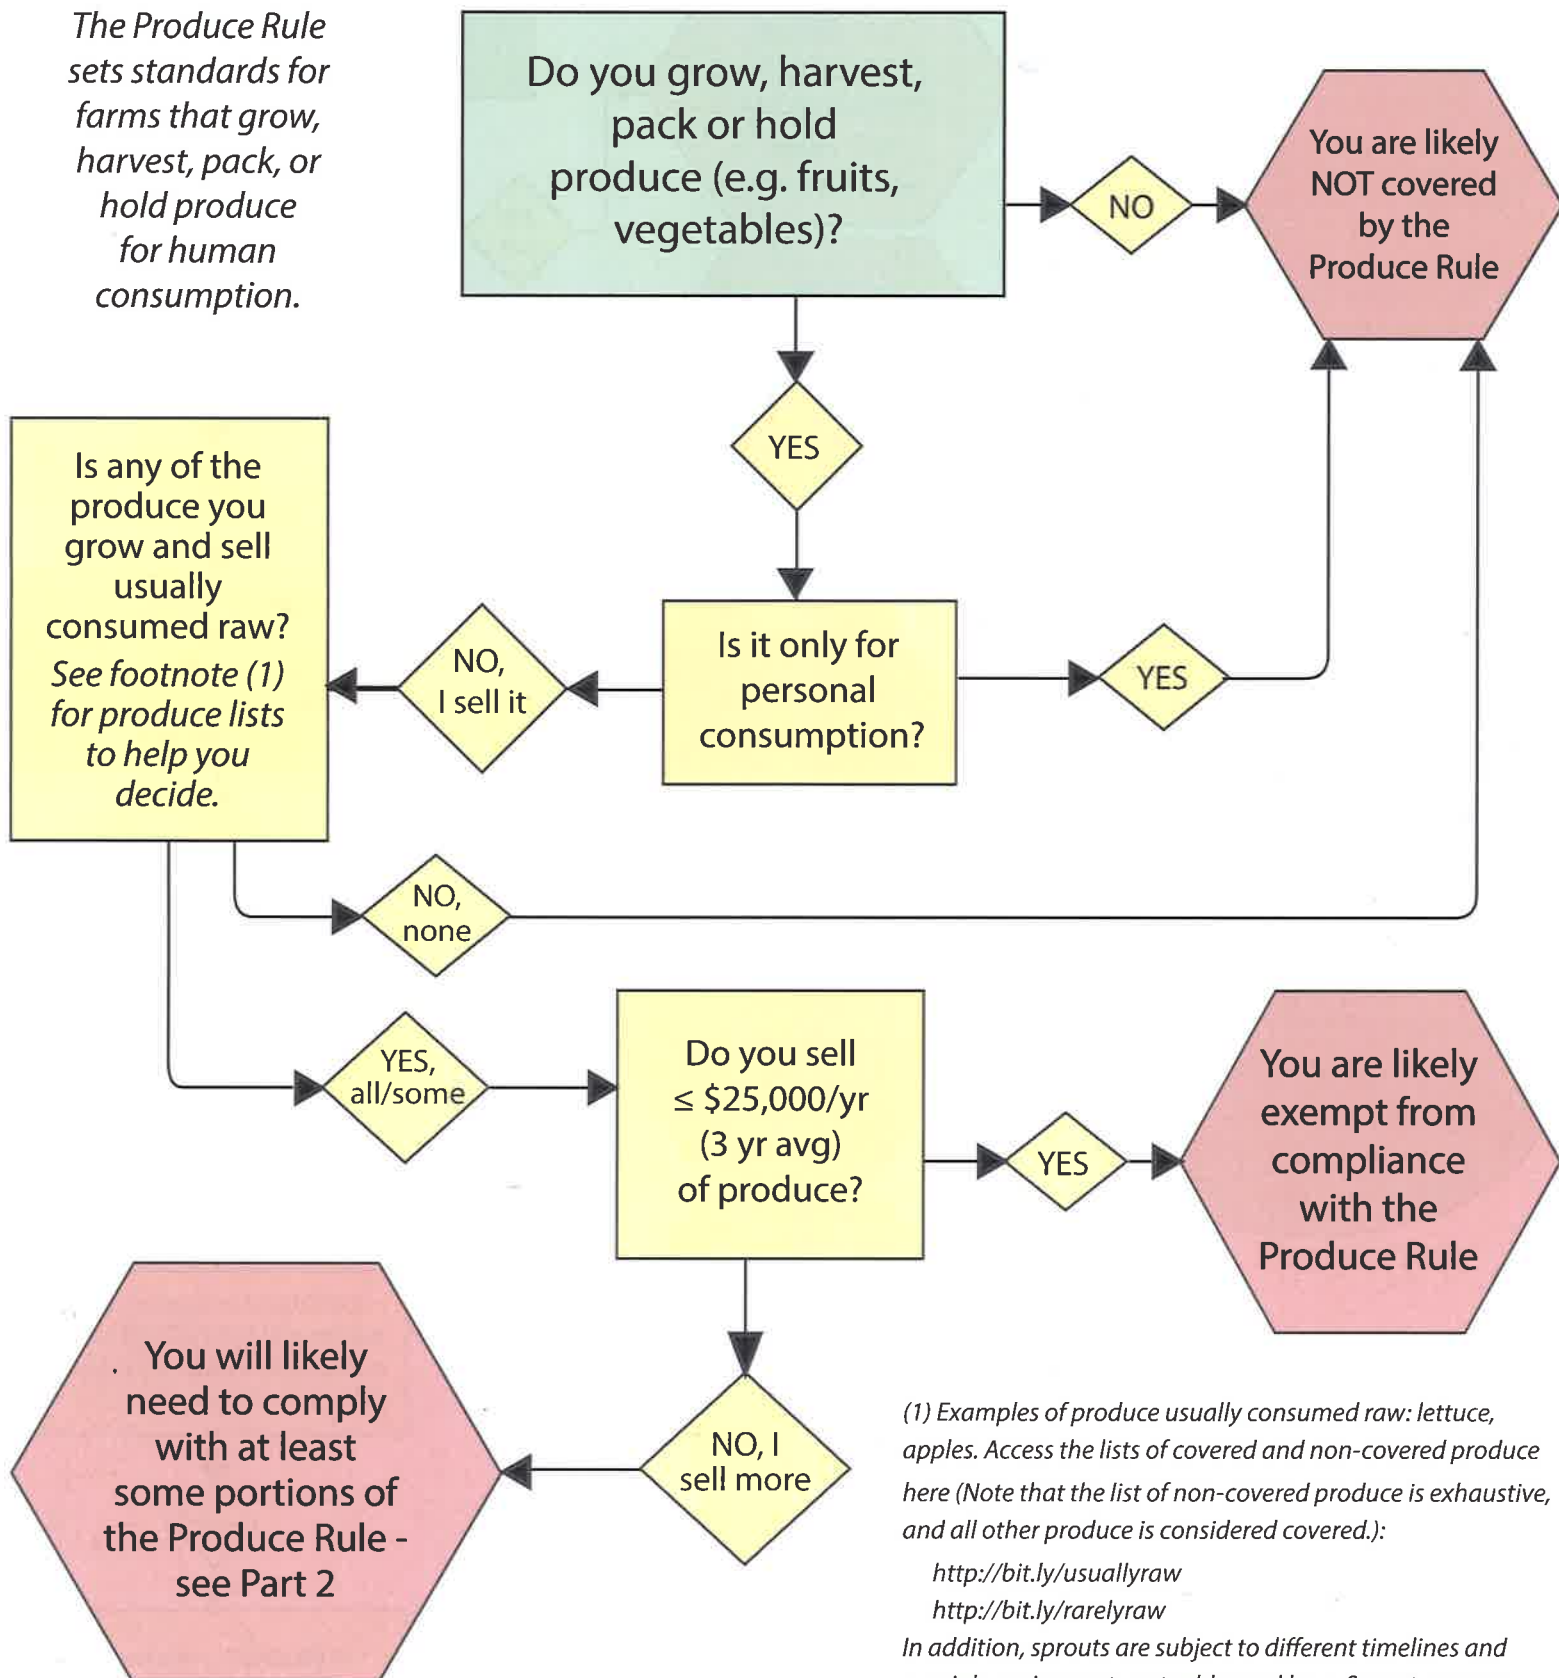 The Produce Rule
sets standards for
farms that grow,
harvest, pack, or
hold produce
for human
consumption.
Do you grow, harvest,
pack or hold
produce (e.g. fruits,
vegetables)?
NO
You are likely
NOT covered
by the
Produce Rule
YES
Is any of the
produce you
grow and sell
usually
consumed raw?
See footnote (1)
for produce lists
to help you
decide.
NO,
I sell it
Is it only for
personal
consumption?
YES
NO,
none
YES,
all/some
Do you sell
≤ $25,000/yr
(3 yr avg)
of produce?
YES
You are likely
exempt from
compliance
with the
Produce Rule
You will likely
need to comply
with at least
some portions of
the Produce Rule -
see Part 2
NO, I
sell more
(1) Examples of produce usually consumed raw: lettuce,
apples. Access the lists of covered and non-covered produce
here (Note that the list of non-covered produce is exhaustive,
and all other produce is considered covered.):
http://bit.ly/usuallyraw
http://bit.ly/rarelyraw
In addition, sprouts are subject to different timelines and